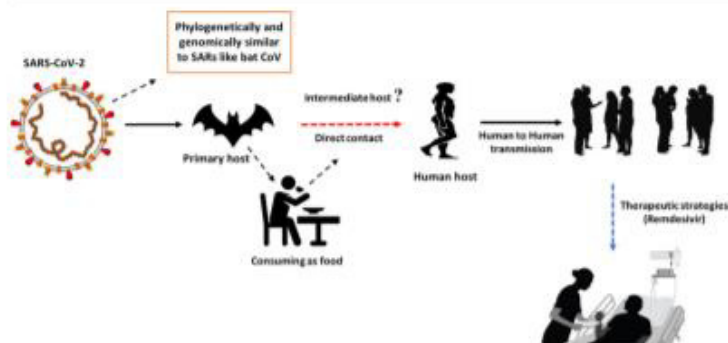 Phylogenetically and
genomically similar
to SARs like bat CoV
SARS-CoV-2
Intermediate host ?
Direct contact
Primary host
Human host
Human to Human
transmission
Consuming as food
Therapeutic strategies
(Remdesivir)